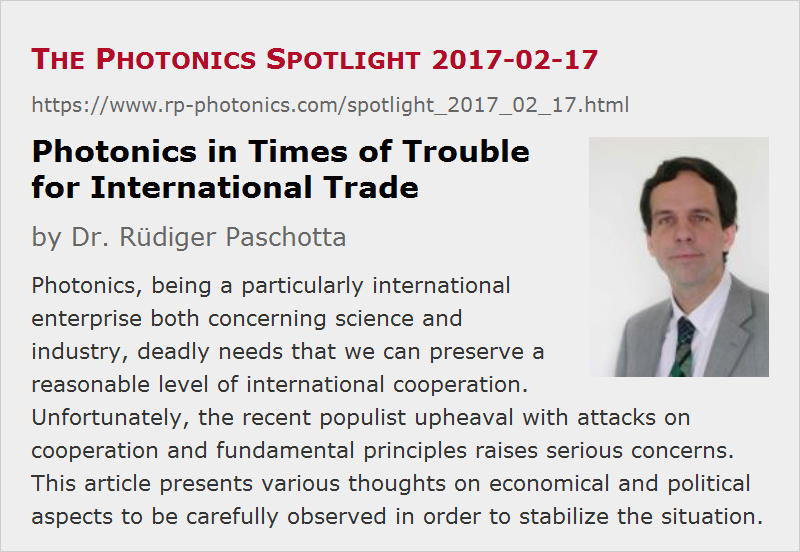 The Photonics Spotlight 2017-02-17
https://www.rp-photonics.com/spotlight_2017_02_17.html
Photonics in Times of Trouble
for International Trade
by Dr. Rüdiger Paschotta
Photonics, being a particularly international
enterprise both concerning science and
industry, deadly needs that we can preserve a
reasonable level of international cooperation.
Unfortunately, the recent populist upheaval with attacks on
cooperation and fundamental principles raises serious concerns.
This article presents various thoughts on economical and political
aspects to be carefully observed in order to stabilize the situation.